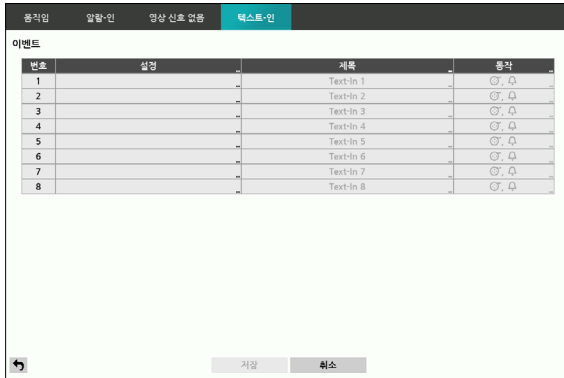 움직임 알람-인 영상 신호 없음 텍스트-인
이벤트
번호 설정 ... 제목 ... 동작 ...
1 ... Text-In 1 ... , ...
2 ... Text-In 2 ... , ...
3 ... Text-In 3 ... , ...
4 ... Text-In 4 ... , ...
5 ... Text-In 5 ... , ...
6 ... Text-In 6 ... , ...
7 ... Text-In 7 ... , ...
8 ... Text-In 8 ... , ...
저장 취소